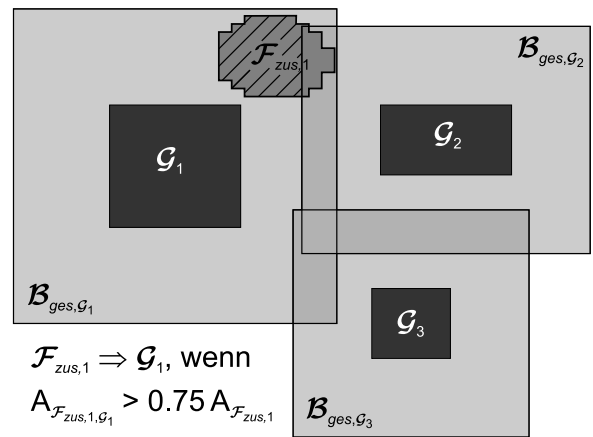 𝓕zus,1
𝓑ges,𝓖2
𝓖1
𝓖2
𝓑ges,𝓖1
𝓖3
𝓕zus,1 ⇒ 𝓖1, wenn
A𝓕zus,1,𝓖1 > 0.75 A𝓕zus,1
𝓑ges,𝓖3